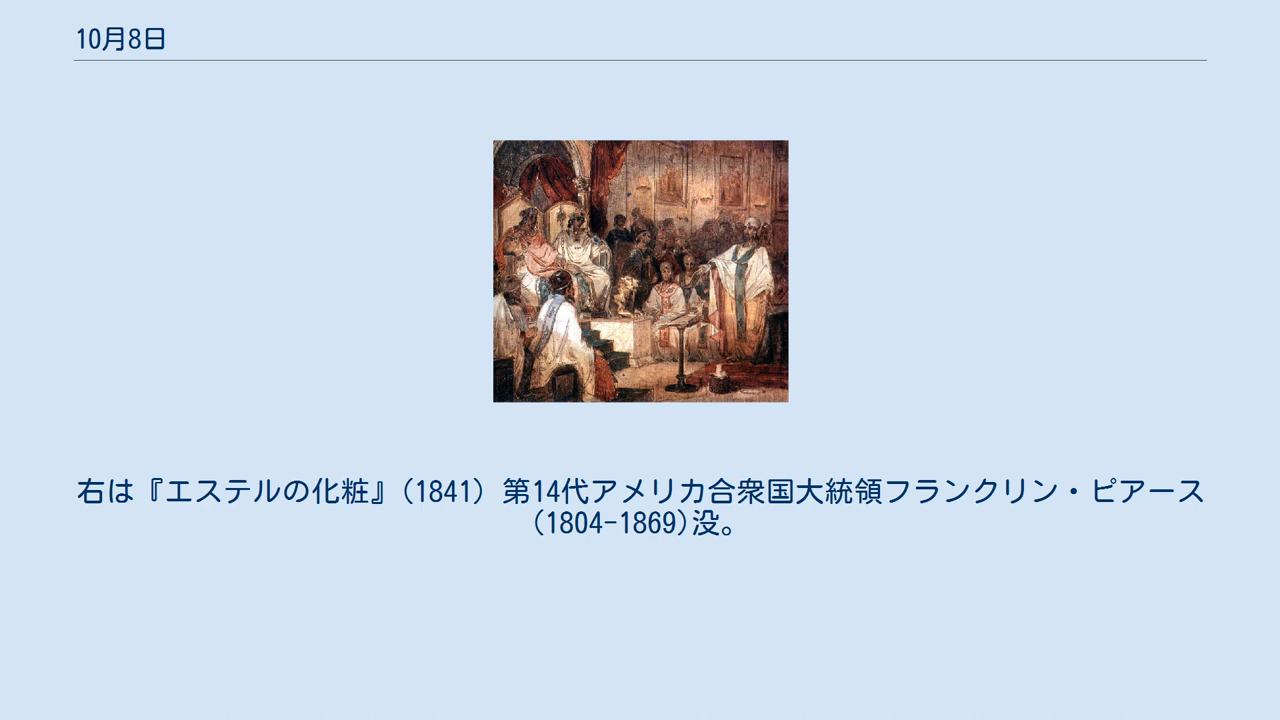 10月8日
右は『エステルの化粧』(1841) 第14代アメリカ合衆国大統領フランクリン・ピアース
(1804-1869)没。